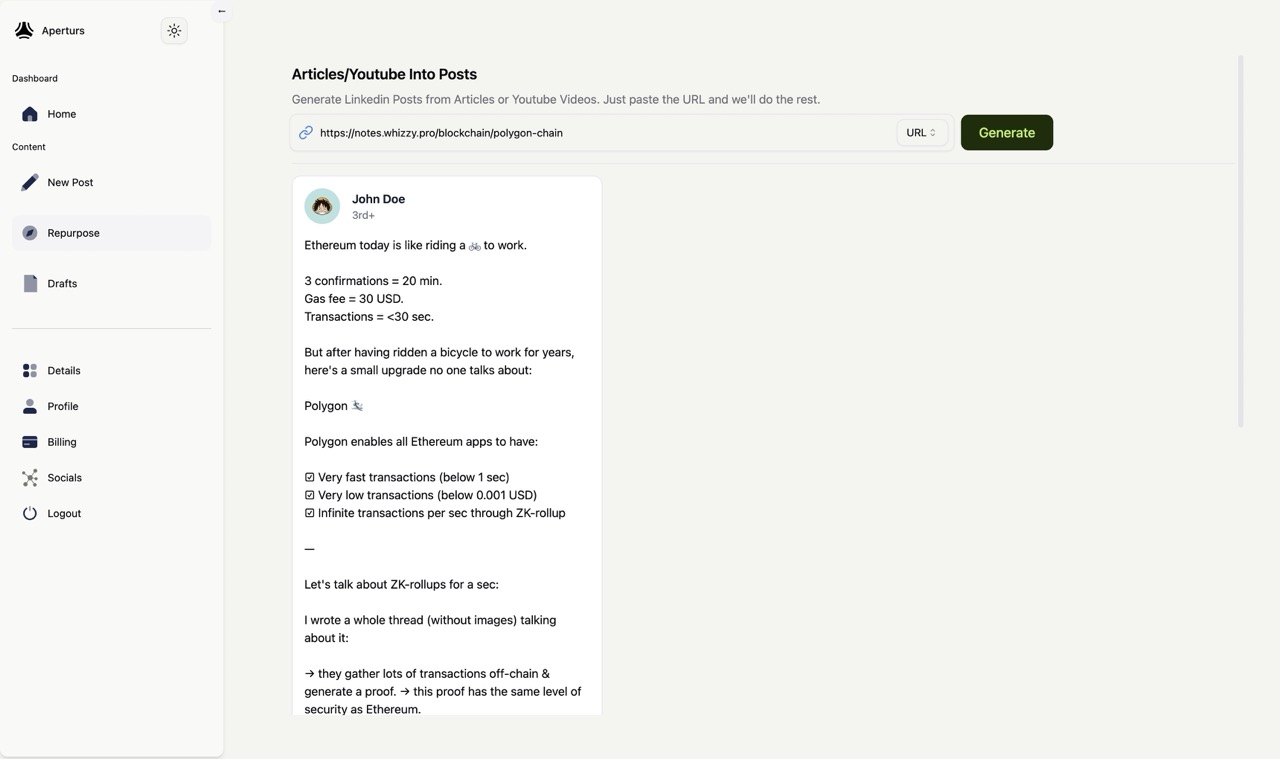 ←
Aperturs
Dashboard
Home
Content
New Post
Repurpose
Drafts
Details
Profile
Billing
Socials
Logout
Articles/Youtube Into Posts
Generate Linkedin Posts from Articles or Youtube Videos. Just paste the URL and we'll do the rest.
https://notes.whizzy.pro/blockchain/polygon-chain
URL
Generate
John Doe
3rd+
Ethereum today is like riding a 🚲 to work.
3 confirmations = 20 min.
Gas fee = 30 USD.
Transactions = <30 sec.
But after having ridden a bicycle to work for years,
here's a small upgrade no one talks about:
Polygon
Polygon enables all Ethereum apps to have:
☑ Very fast transactions (below 1 sec)
☑ Very low transactions (below 0.001 USD)
☑ Infinite transactions per sec through ZK-rollup
—
Let's talk about ZK-rollups for a sec:
I wrote a whole thread (without images) talking
about it:
→ they gather lots of transactions off-chain &
generate a proof. → this proof has the same level of
security as Ethereum.